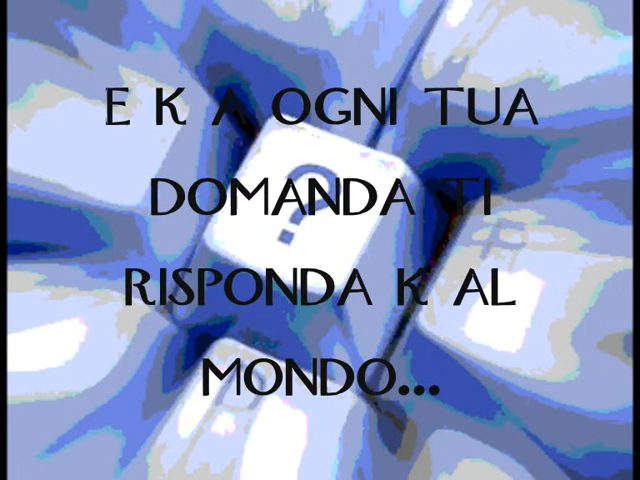 E K A OGNI TUA
DOMANDA TI
RISPONDA K AL
MONDO...
?